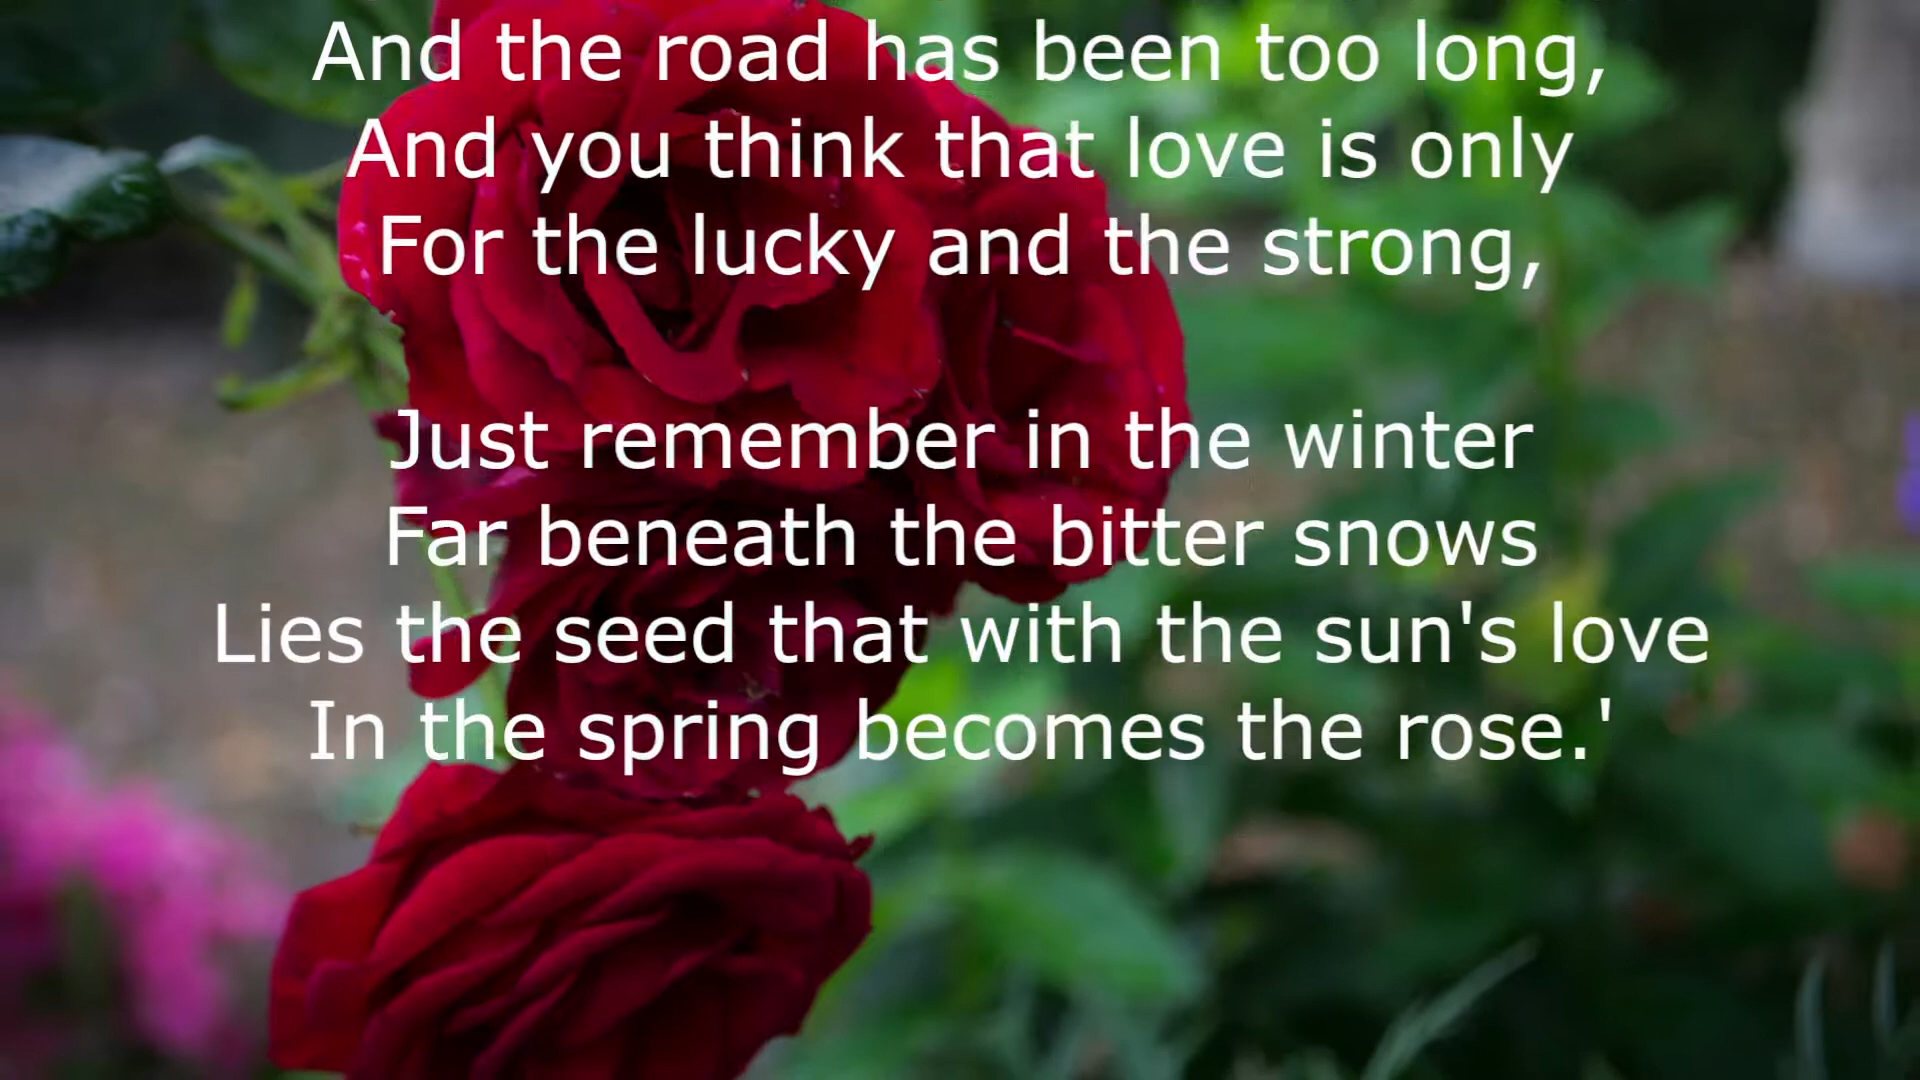 And the road has been too long,
And you think that love is only
For the lucky and the strong,
Just remember in the winter
Far beneath the bitter snows
Lies the seed that with the sun's love
In the spring becomes the rose.'